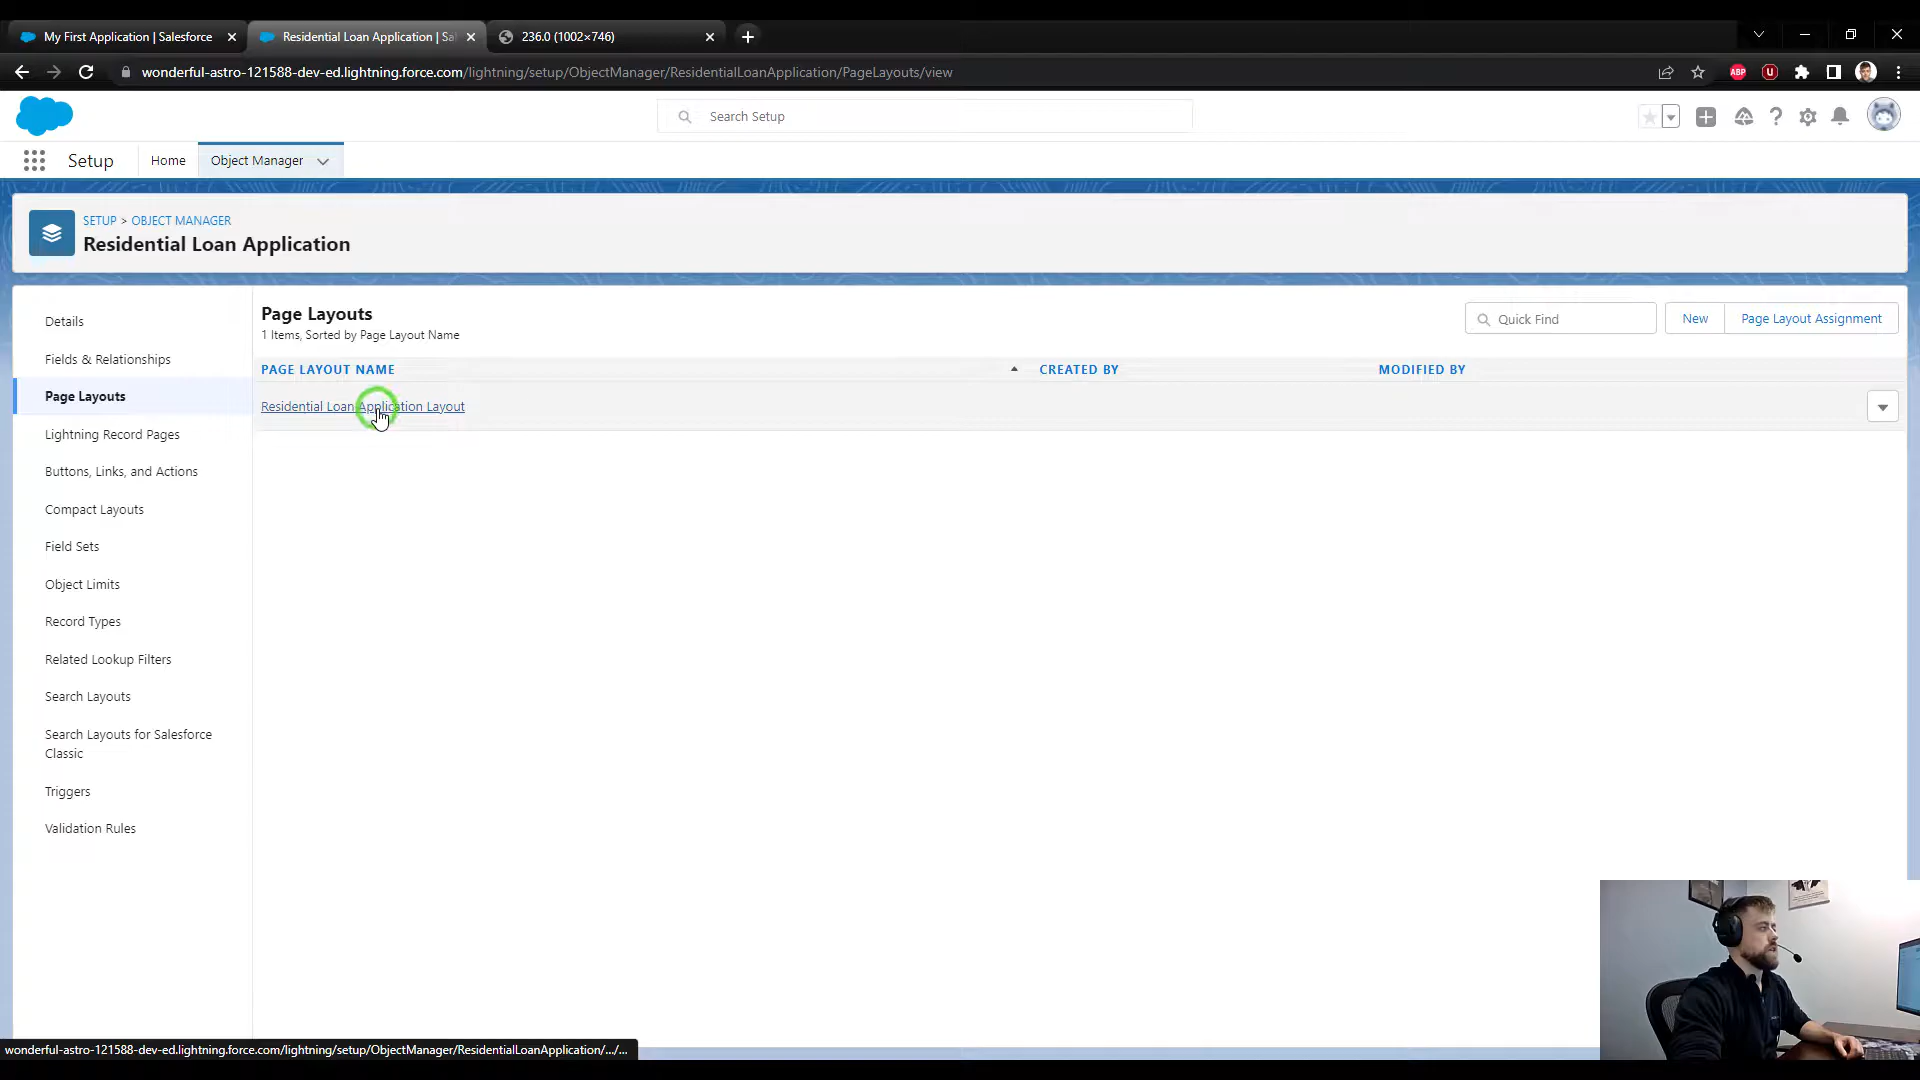 My First Application | Salesforce
Residential Loan Application | Sa
236.0 (1002×746)
wonderful-astro-121588-dev-ed.lightning.force.com/lightning/setup/ObjectManager/ResidentialLoanApplication/PageLayouts/view
ABP
Search Setup
Setup
Home
Object Manager
SETUP > OBJECT MANAGER
Residential Loan Application
Details
Fields & Relationships
Page Layouts
Lightning Record Pages
Buttons, Links, and Actions
Compact Layouts
Field Sets
Object Limits
Record Types
Related Lookup Filters
Search Layouts
Search Layouts for Salesforce
Classic
Triggers
Validation Rules
Page Layouts
1 Items, Sorted by Page Layout Name
Quick Find
New
Page Layout Assignment
PAGE LAYOUT NAME
CREATED BY
MODIFIED BY
Residential Loan Application Layout
wonderful-astro-121588-dev-ed.lightning.force.com/lightning/setup/ObjectManager/ResidentialLoanApplication/.../...